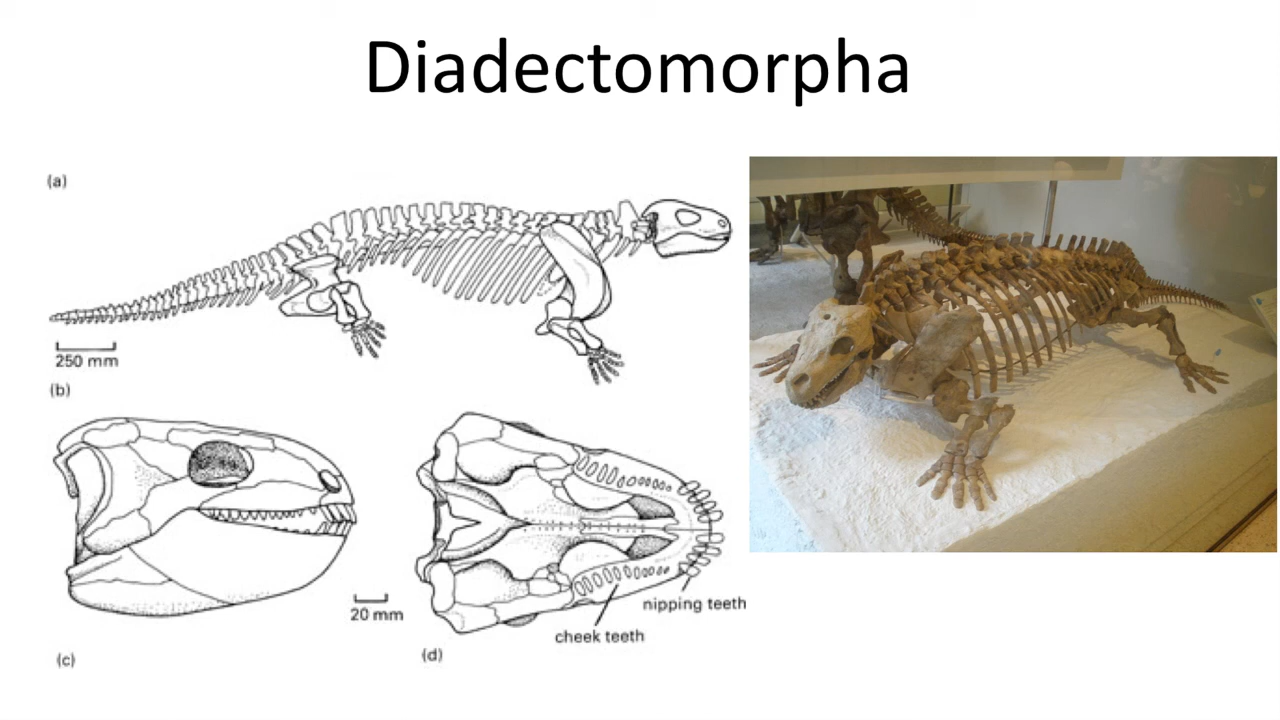 Diadectomorpha
(a)
250 mm
(b)
20 mm
nipping teeth
cheek teeth
(c)
(d)